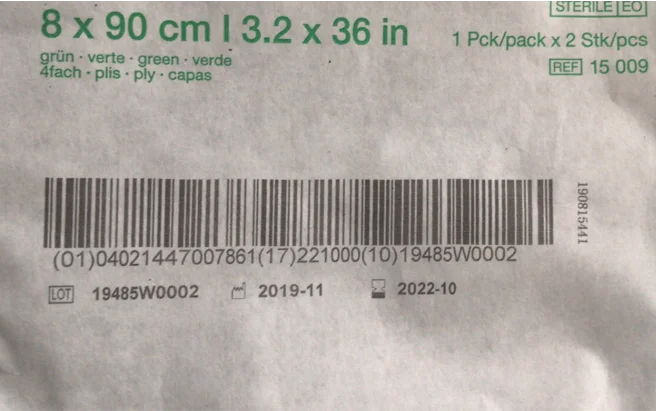 STERILE EO
8 x 90 cm I 3.2 x 36 in
1 Pck/pack x 2 Stk/pcs
grün · verte · green · verde
4fach · plis · ply · capas
REF 15 009
190815441
(01)04021447007861(17)221000(10)19485W0002
LOT 19485W0002 2019-11 2022-10